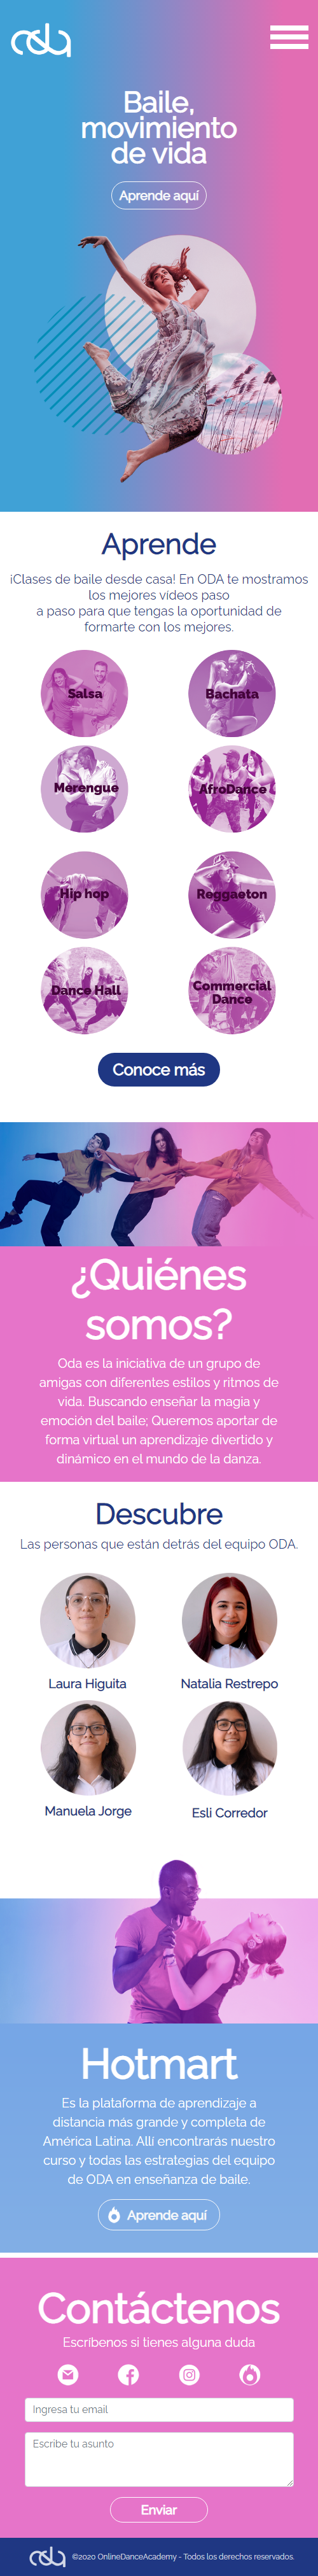 oda
Baile,
movimiento
de vida
Aprende aquí
Aprende
¡Clases de baile desde casa! En ODA te mostramos
los mejores vídeos paso
a paso para que tengas la oportunidad de
formarte con los mejores.
Salsa
Bachata
Merengue
AfroDance
Hip hop
Reggaeton
Dance Hall
Commercial
Dance
Conoce más
¿Quiénes
somos?
Oda es la iniciativa de un grupo de
amigas con diferentes estilos y ritmos de
vida. Buscando enseñar la magia y
emoción del baile; Queremos aportar de
forma virtual un aprendizaje divertido y
dinámico en el mundo de la danza.
Descubre
Las personas que están detrás del equipo ODA.
Laura Higuita
Natalia Restrepo
Manuela Jorge
Esli Corredor
Hotmart
Es la plataforma de aprendizaje a
distancia más grande y completa de
América Latina. Allí encontrarás nuestro
curso y todas las estrategias del equipo
de ODA en enseñanza de baile.
Aprende aquí
Contáctenos
Escríbenos si tienes alguna duda
Ingresa tu email
Escribe tu asunto
Enviar
oda ©2020 OnlineDanceAcademy - Todos los derechos reservados.